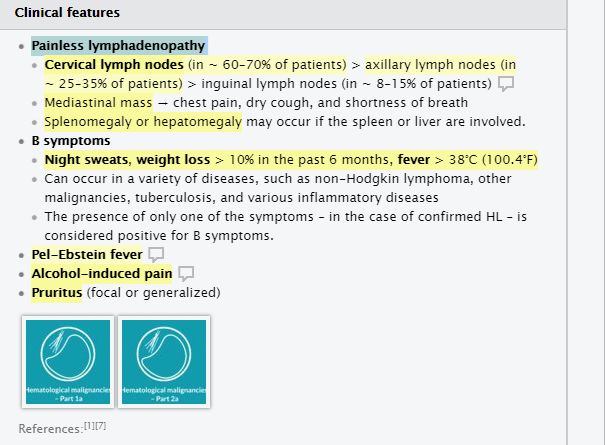 Clinical features
• Painless lymphadenopathy
• Cervical lymph nodes (in ~ 60–70% of patients) > axillary lymph nodes (in
~ 25–35% of patients) > inguinal lymph nodes (in ~ 8–15% of patients)
• Mediastinal mass → chest pain, dry cough, and shortness of breath
• Splenomegaly or hepatomegaly may occur if the spleen or liver are involved.
• B symptoms
• Night sweats, weight loss > 10% in the past 6 months, fever > 38°C (100.4°F)
• Can occur in a variety of diseases, such as non-Hodgkin lymphoma, other
malignancies, tuberculosis, and various inflammatory diseases
• The presence of only one of the symptoms – in the case of confirmed HL – is
considered positive for B symptoms.
• Pel-Ebstein fever
• Alcohol-induced pain
• Pruritus (focal or generalized)
Hematological malignancies
– Part 1a
Hematological malignancies
– Part 2a
References:[1][7]